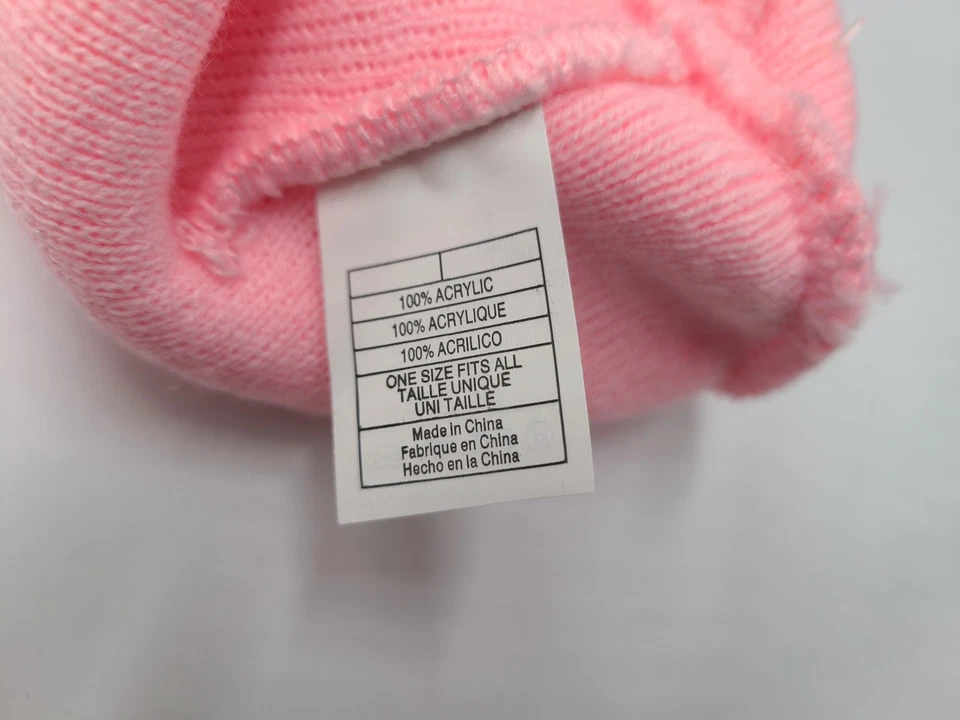 100% ACRYLIC
100% ACRYLIQUE
100% ACRILICO
ONE SIZE FITS ALL
TAILLE UNIQUE
UNI TAILLE
Made in China
Fabrique en China
Hecho en la China